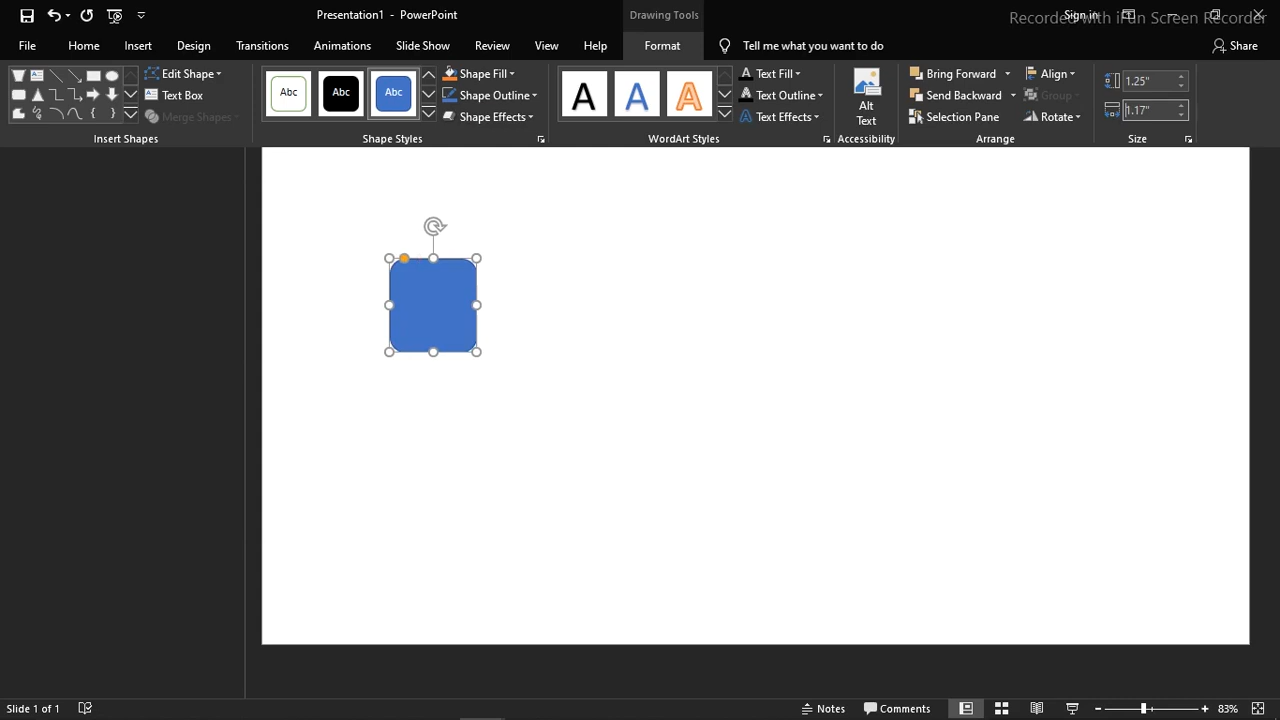 Presentation1 - PowerPoint
Drawing Tools
Sign in
Recorded with iFun Screen Recorder
File
Home
Insert
Design
Transitions
Animations
Slide Show
Review
View
Help
Format
Tell me what you want to do
Share
Edit Shape
Text Box
Merge Shapes
Insert Shapes
Abc
Abc
Abc
Shape Fill
Shape Outline
Shape Effects
Shape Styles
A
A
A
Text Fill
Text Outline
Text Effects
WordArt Styles
Alt
Text
Accessibility
Bring Forward
Send Backward
Selection Pane
Align
Group
Rotate
Arrange
1.25"
1.17"
Size
Slide 1 of 1
Notes
Comments
83%